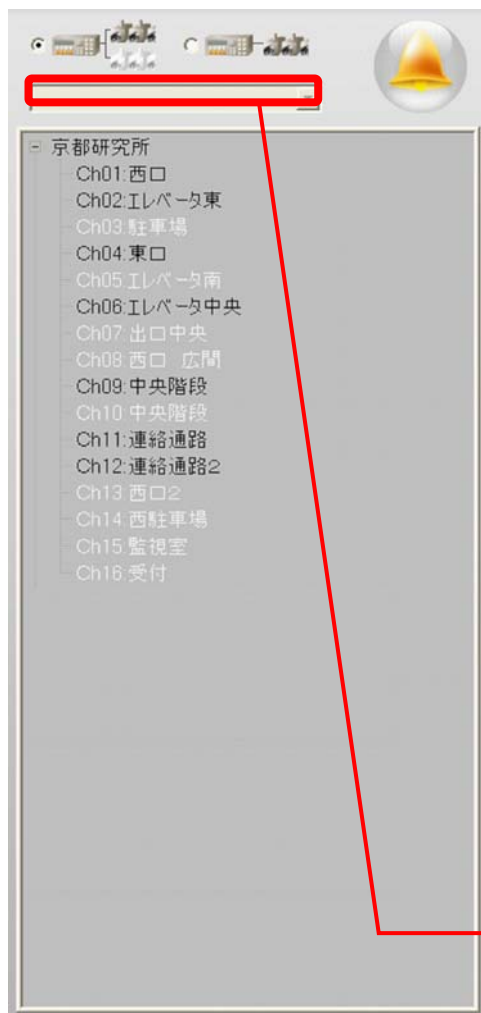 京都研究所
Ch01:西口
Ch02:エレベータ東
Ch03:駐車場
Ch04:東口
Ch05:エレベータ南
Ch06:エレベータ中央
Ch07:出口中央
Ch08:西口 広間
Ch09:中央階段
Ch10:中央階段
Ch11:連絡通路
Ch12:連絡通路2
Ch13:西口2
Ch14:西駐車場
Ch15:監視室
Ch16:受付